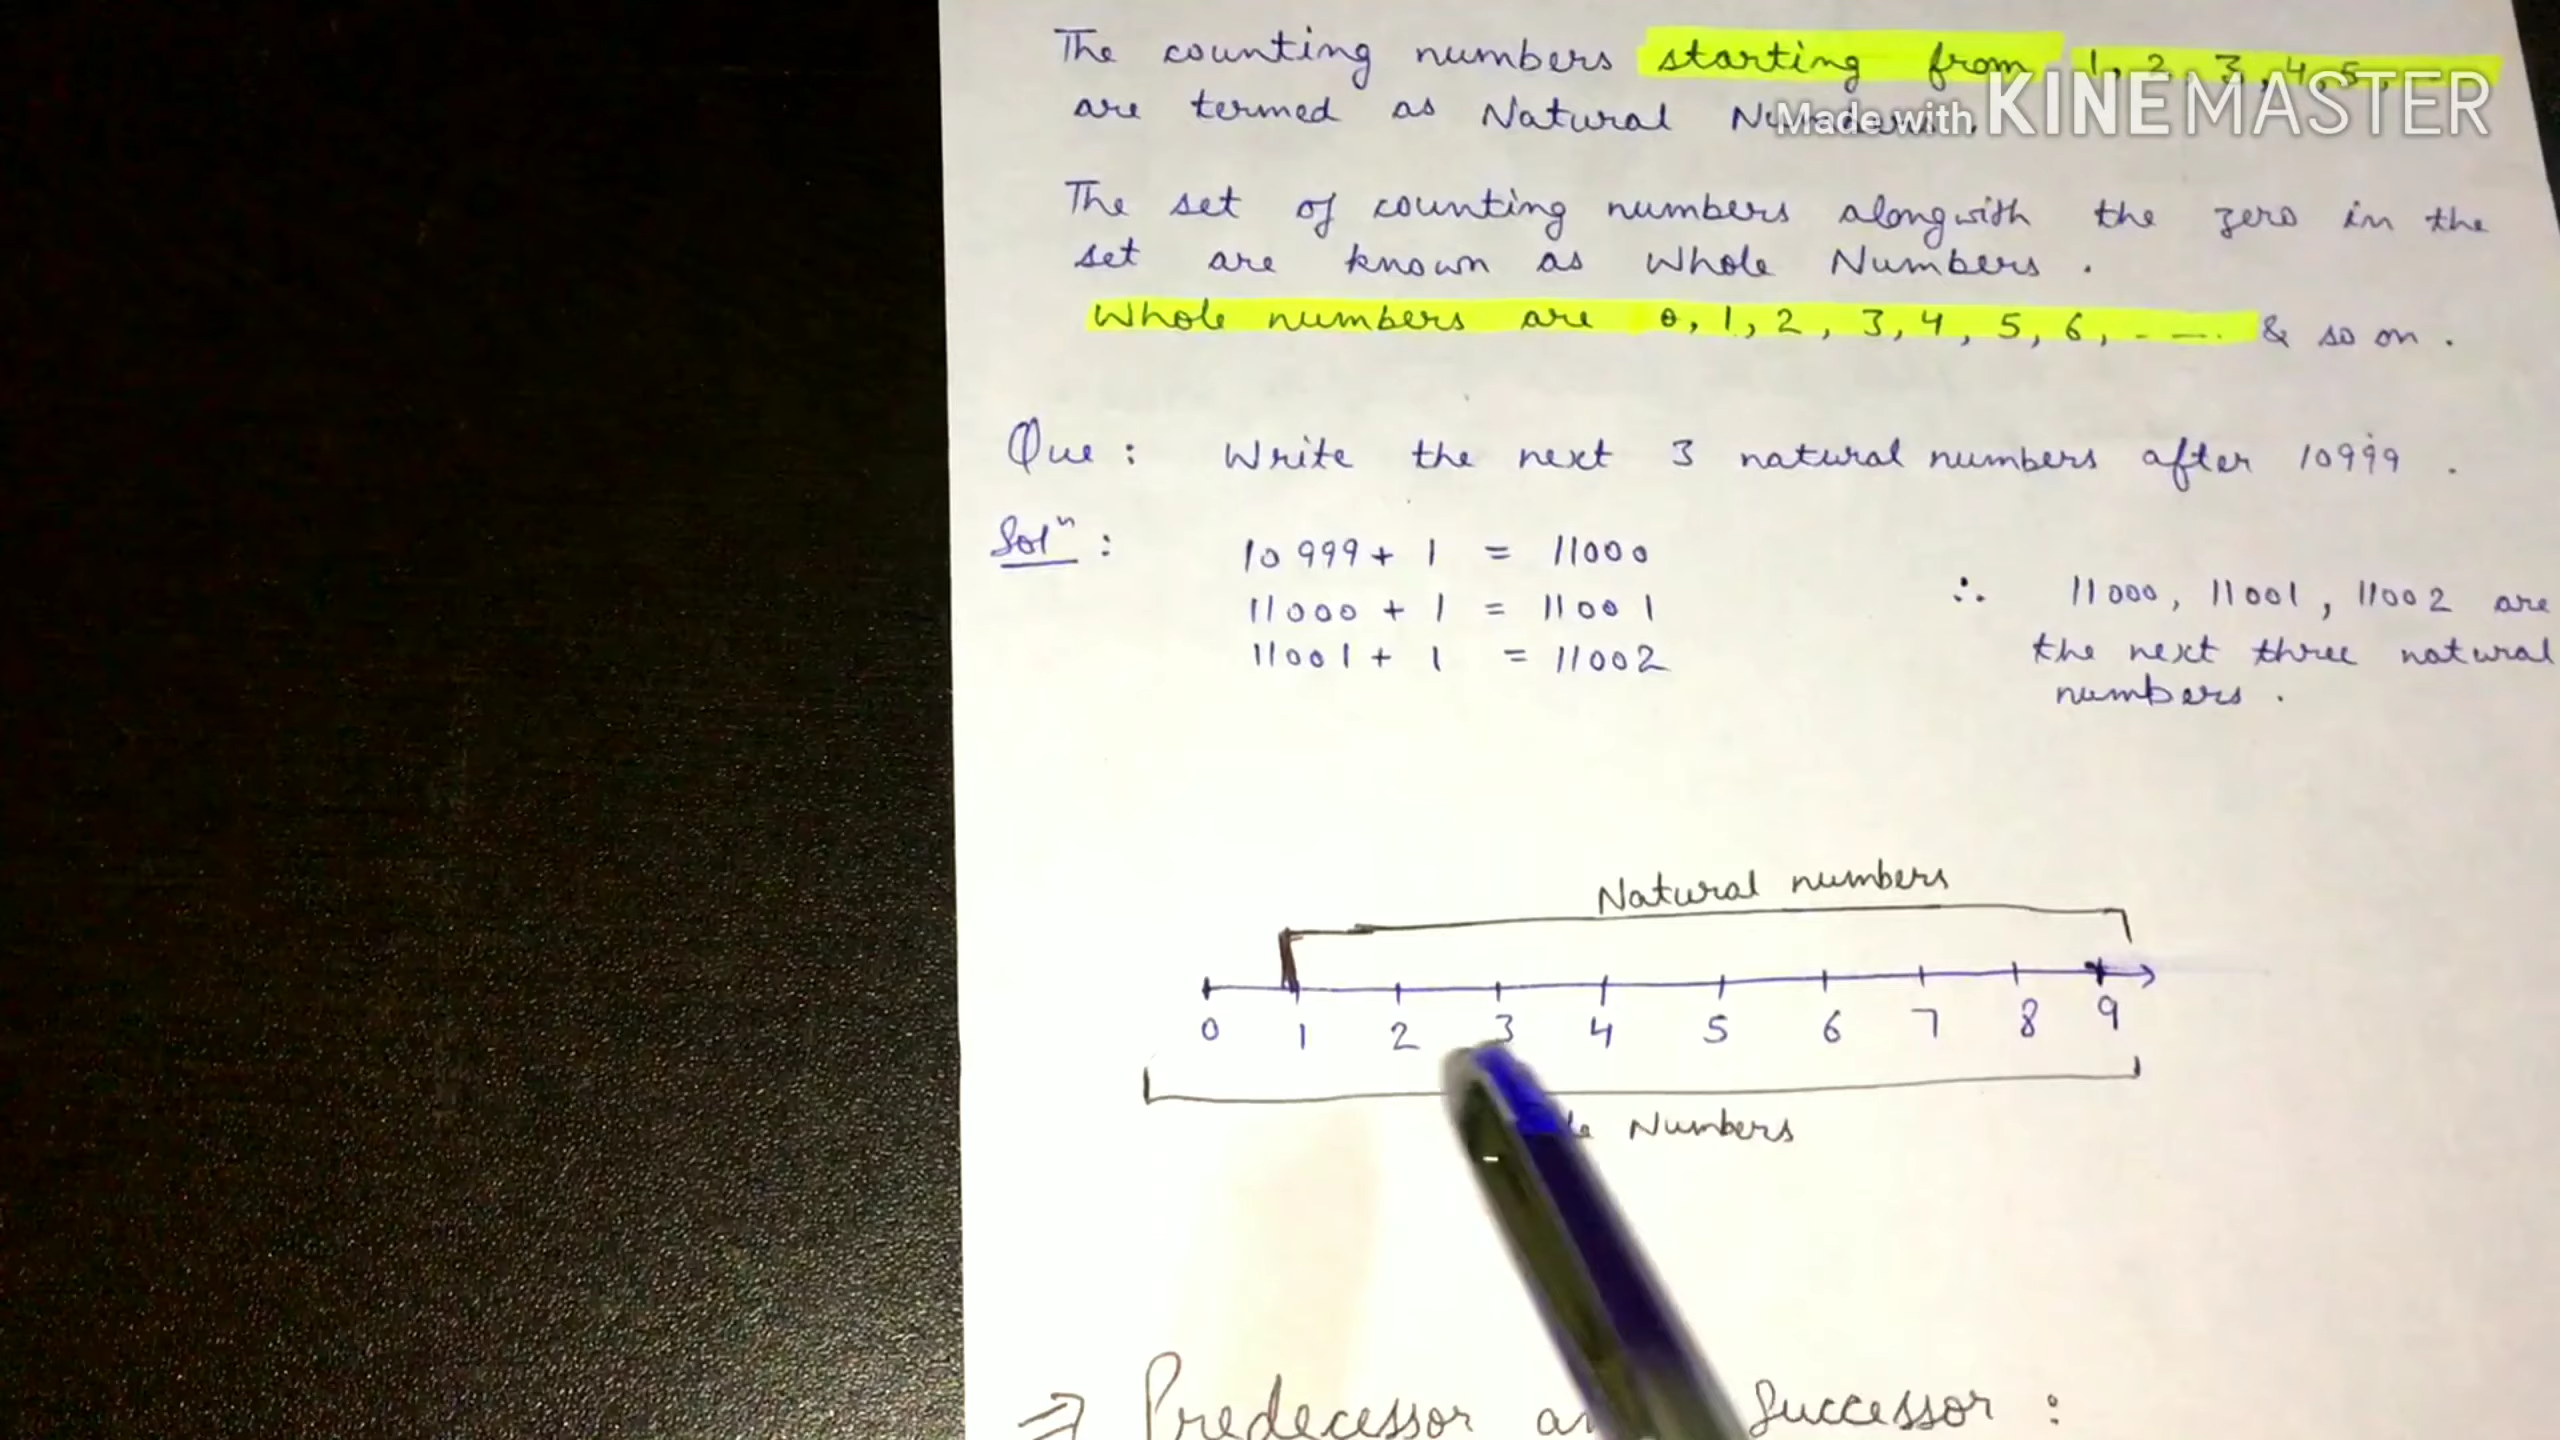 The counting numbers starting from 1, 2, 3, 4, 5, - -
are termed as Natural Numbers.
Made with KINEMASTER
The set of counting numbers alongwith the zero in the
set are known as Whole Numbers .
Whole numbers are 0, 1, 2, 3, 4, 5, 6, - — . & so on .
Que : Write the next 3 natural numbers after 10999 .
Solⁿ : 10999 + 1 = 11000
11000 + 1 = 11001
11001 + 1 = 11002
∴ 11000, 11001, 11002 are
the next three natural
numbers .
Natural numbers
0 1 2 3 4 5 6 7 8 9
Numbers
⇒ Predecessor Successor :